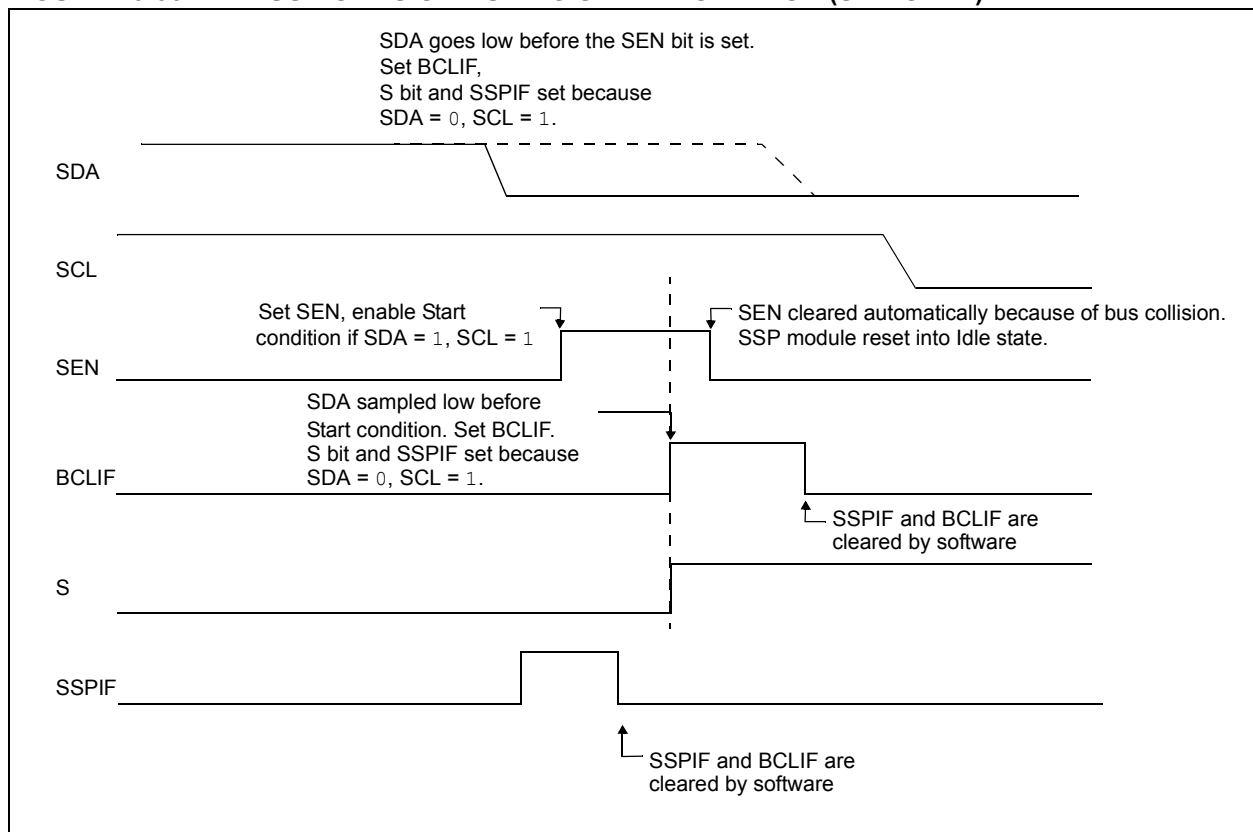 SDA goes low before the SEN bit is set.
Set BCLIF,
S bit and SSPIF set because
SDA = 0, SCL = 1.
SDA
SCL
Set SEN, enable Start
condition if SDA = 1, SCL = 1
SEN cleared automatically because of bus collision.
SSP module reset into Idle state.
SEN
SDA sampled low before
Start condition. Set BCLIF.
S bit and SSPIF set because
SDA = 0, SCL = 1.
BCLIF
SSPIF and BCLIF are
cleared by software
S
SSPIF
SSPIF and BCLIF are
cleared by software